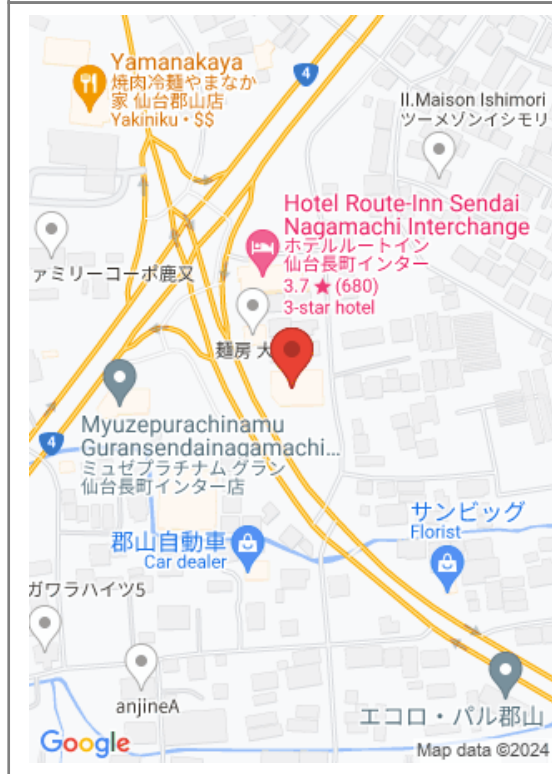 Yamanakaya
焼肉冷麺やまなか
家 仙台郡山店
Yakiniku・$$
4
II.Maison Ishimori
ツーメゾンイシモリ
Hotel Route-Inn Sendai
Nagamachi Interchange
ホテルルートイン
仙台長町インター
3.7 ★ (680)
3-star hotel
ァミリーコーポ鹿又
麺房 大
Myuzepurachinamu
Guransendainagamachi...
ミュゼプラチナム グラン
仙台長町インター店
4
サンビッグ
Florist
郡山自動車
Car dealer
ガワラハイツ5
anjineA
エコロ・パル郡山
Google
Map data ©2024